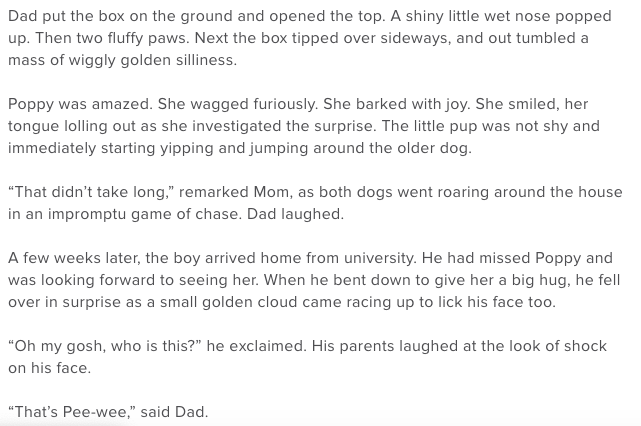 Dad put the box on the ground and opened the top. A shiny little wet nose popped
up. Then two fluffy paws. Next the box tipped over sideways, and out tumbled a
mass of wiggly golden silliness.
Poppy was amazed. She wagged furiously. She barked with joy. She smiled, her
tongue lolling out as she investigated the surprise. The little pup was not shy and
immediately starting yipping and jumping around the older dog.
“That didn’t take long,” remarked Mom, as both dogs went roaring around the house
in an impromptu game of chase. Dad laughed.
A few weeks later, the boy arrived home from university. He had missed Poppy and
was looking forward to seeing her. When he bent down to give her a big hug, he fell
over in surprise as a small golden cloud came racing up to lick his face too.
“Oh my gosh, who is this?” he exclaimed. His parents laughed at the look of shock
on his face.
“That’s Pee-wee,” said Dad.